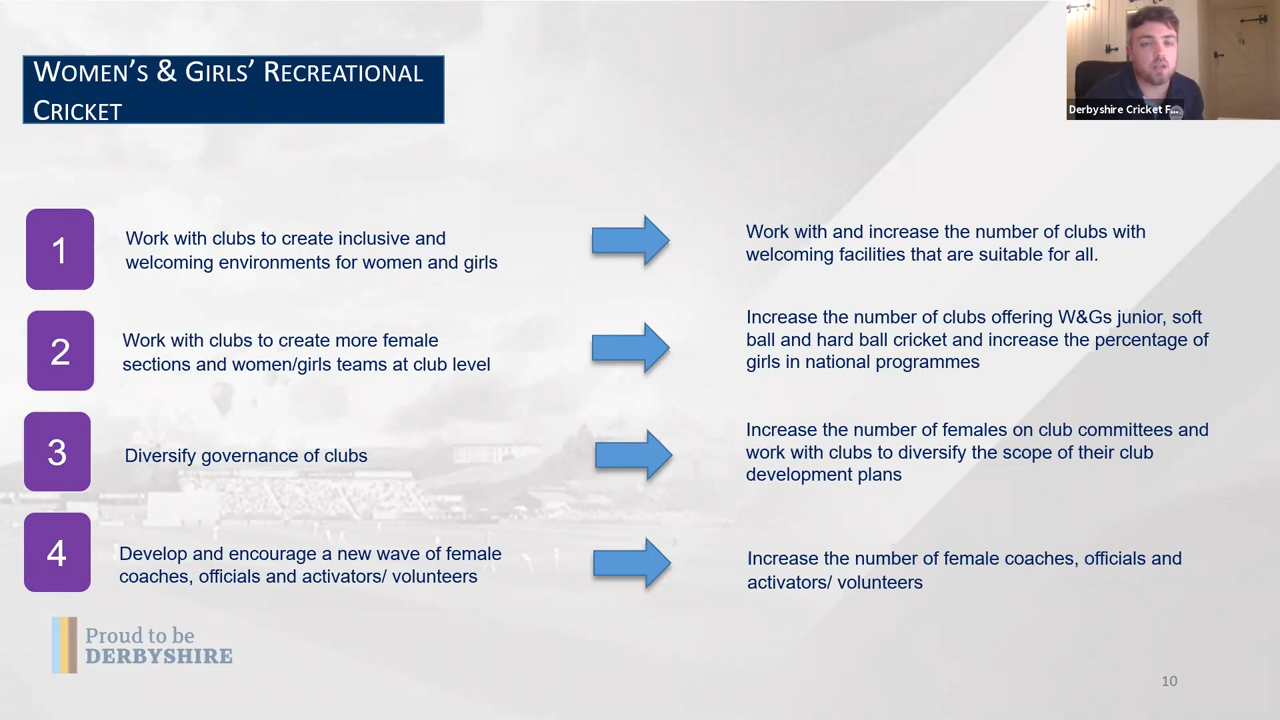 WOMEN'S & GIRLS' RECREATIONAL
CRICKET
Derbyshire Cricket F...
1
Work with clubs to create inclusive and
welcoming environments for women and girls
Work with and increase the number of clubs with
welcoming facilities that are suitable for all.
2
Work with clubs to create more female
sections and women/girls teams at club level
Increase the number of clubs offering W&Gs junior, soft
ball and hard ball cricket and increase the percentage of
girls in national programmes
3
Diversify governance of clubs
Increase the number of females on club committees and
work with clubs to diversify the scope of their club
development plans
4
Develop and encourage a new wave of female
coaches, officials and activators/ volunteers
Increase the number of female coaches, officials and
activators/ volunteers
Proud to be
DERBYSHIRE
10